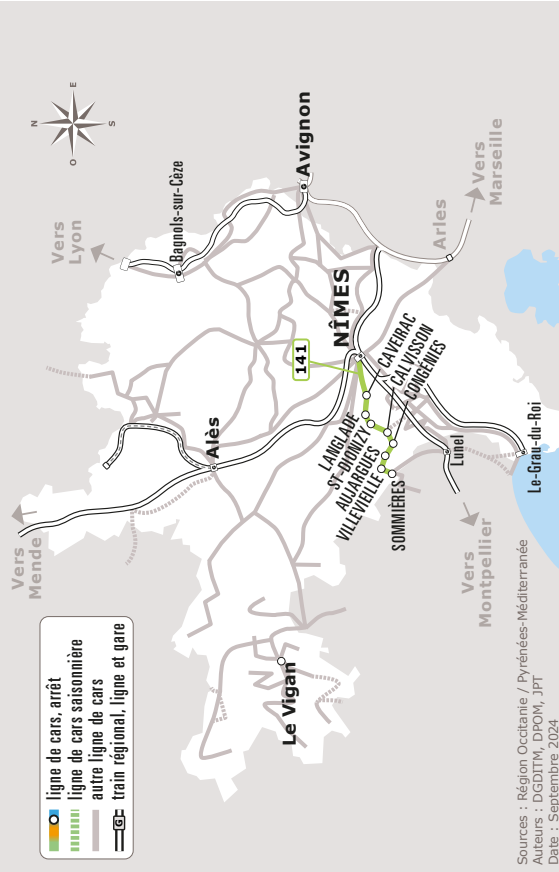 N
E
S
O
Vers
Lyon
Bagnols-sur-Cèze
Avignon
Vers
Marseille
Arles
NÎMES
141
CAVEIRAC
CALVISSON
CONGÉNIES
LANGLADE
ST-DIONIZY
AUJARGUES
VILLEVIEILLE
SOMMIÈRES
Lunel
Le-Grau-du-Roi
Vers
Montpellier
Alès
Vers
Mende
Le Vigan
ligne de cars, arrêt
ligne de cars saisonnière
autre ligne de cars
G train régional, ligne et gare
Sources : Région Occitanie / Pyrénées-Méditerranée
Auteurs : DGDITM, DPOM, JPT
Date : Septembre 2024